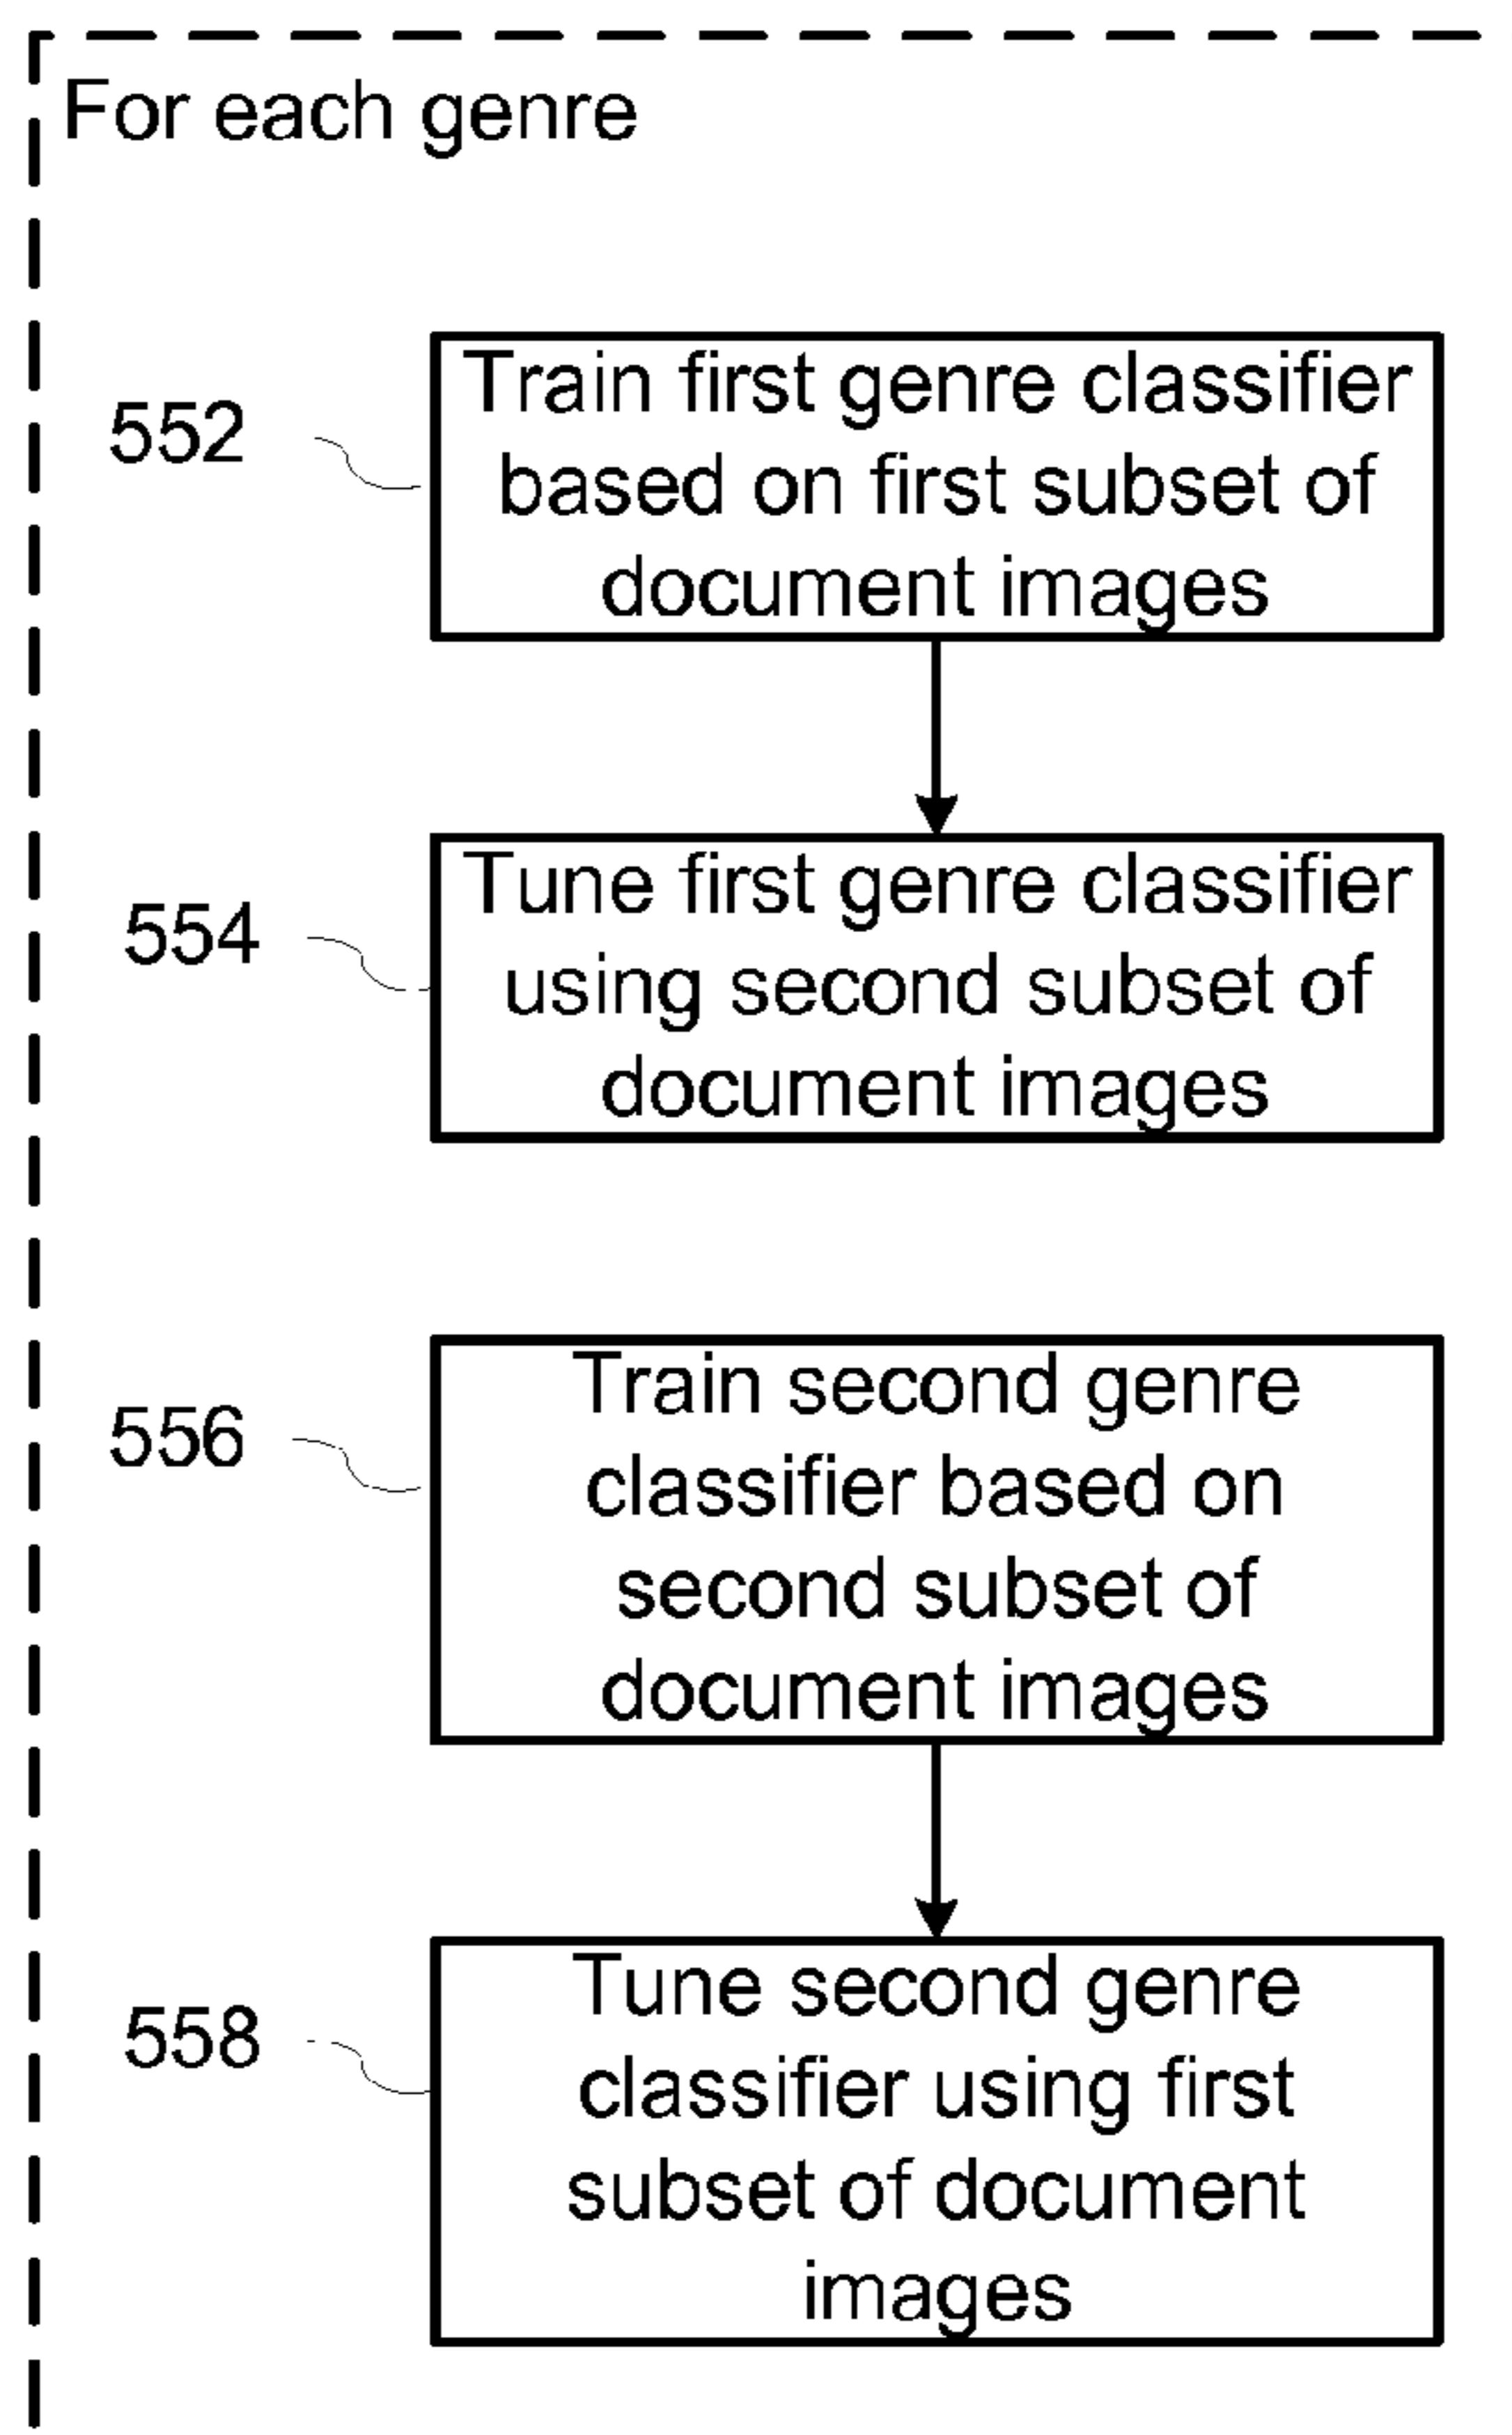 For each genre
552
Train first genre classifier
based on first subset of
document images
554
Tune first genre classifier
using second subset of
document images
556
Train second genre
classifier based on
second subset of
document images
558
Tune second genre
classifier using first
subset of document
images